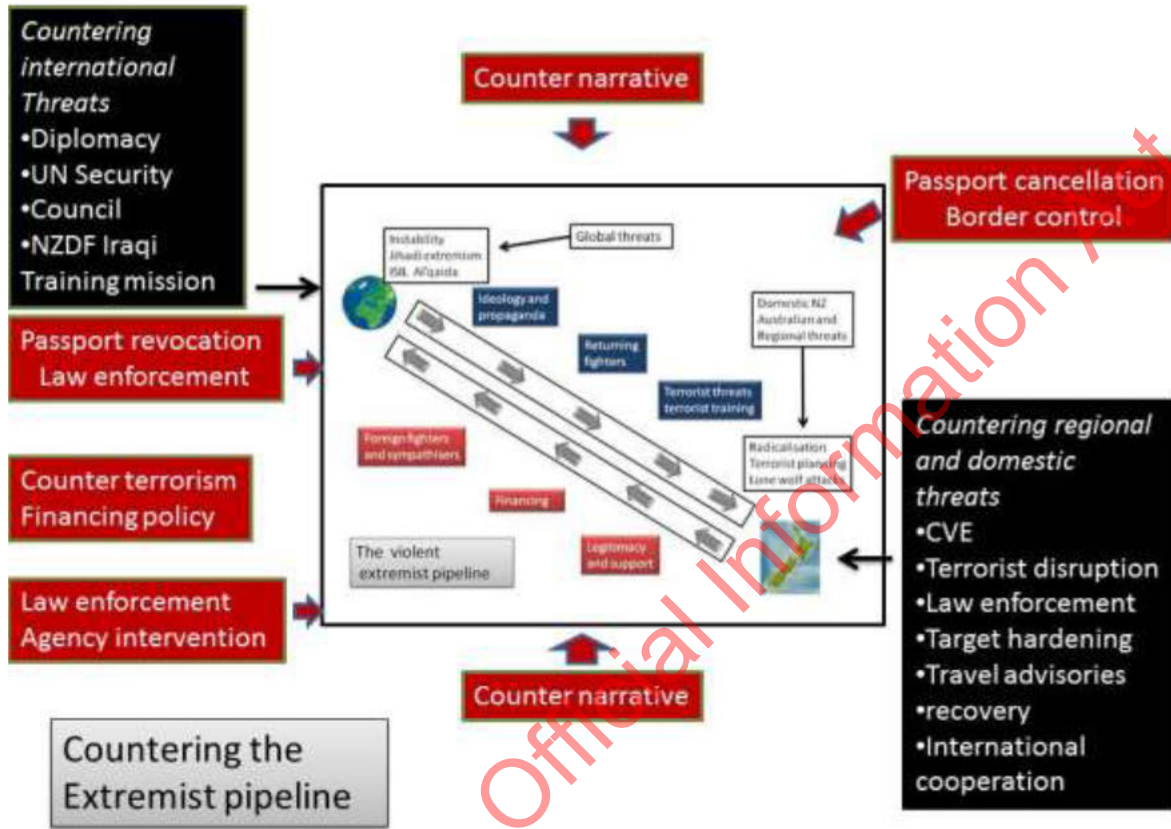 Countering
international
Threats
•Diplomacy
•UN Security
•Council
•NZDF Iraqi
Training mission
Counter narrative
Passport cancellation
Border control
Passport revocation
Law enforcement
Counter terrorism
Financing policy
Law enforcement
Agency intervention
Instability
Jihadi extremism
ISIL Al'qaida
Global threats
Ideology and
propaganda
Returning
fighters
Domestic NZ
Australian and
Regional threats
Terrorist threats
terrorist training
Foreign fighters
and sympathisers
Radicalisation
Terrorist planning
Lone wolf attacks
Financing
Legitimacy
and support
The violent
extremist pipeline
Countering regional
and domestic
threats
•CVE
•Terrorist disruption
•Law enforcement
•Target hardening
•Travel advisories
•recovery
•International
cooperation
Counter narrative
Countering the
Extremist pipeline
Official Information Act